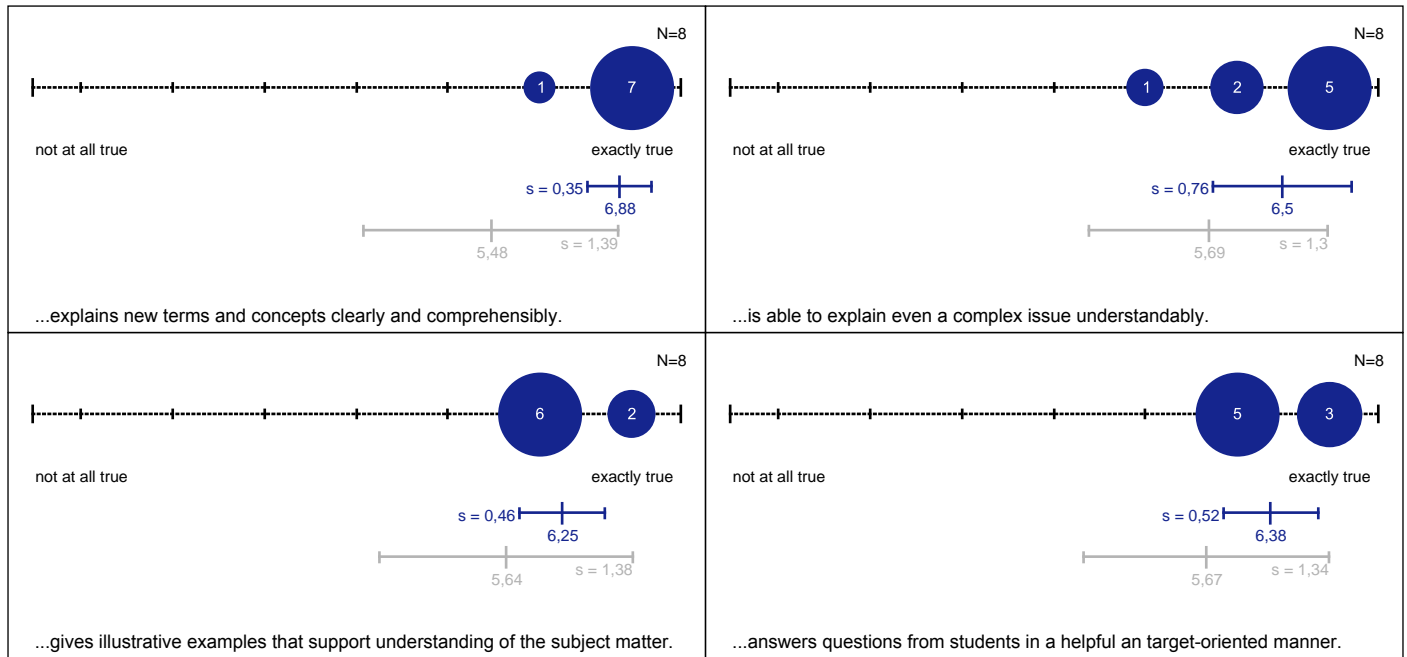 N=8
1
7
not at all true
exactly true
s = 0,35
6,88
s = 1,39
5,48
...explains new terms and concepts clearly and comprehensibly.
N=8
1
2
5
not at all true
exactly true
s = 0,76
6,5
s = 1,3
5,69
...is able to explain even a complex issue understandably.
N=8
6
2
not at all true
exactly true
s = 0,46
6,25
s = 1,38
5,64
...gives illustrative examples that support understanding of the subject matter.
N=8
5
3
not at all true
exactly true
s = 0,52
6,38
s = 1,34
5,67
...answers questions from students in a helpful an target-oriented manner.